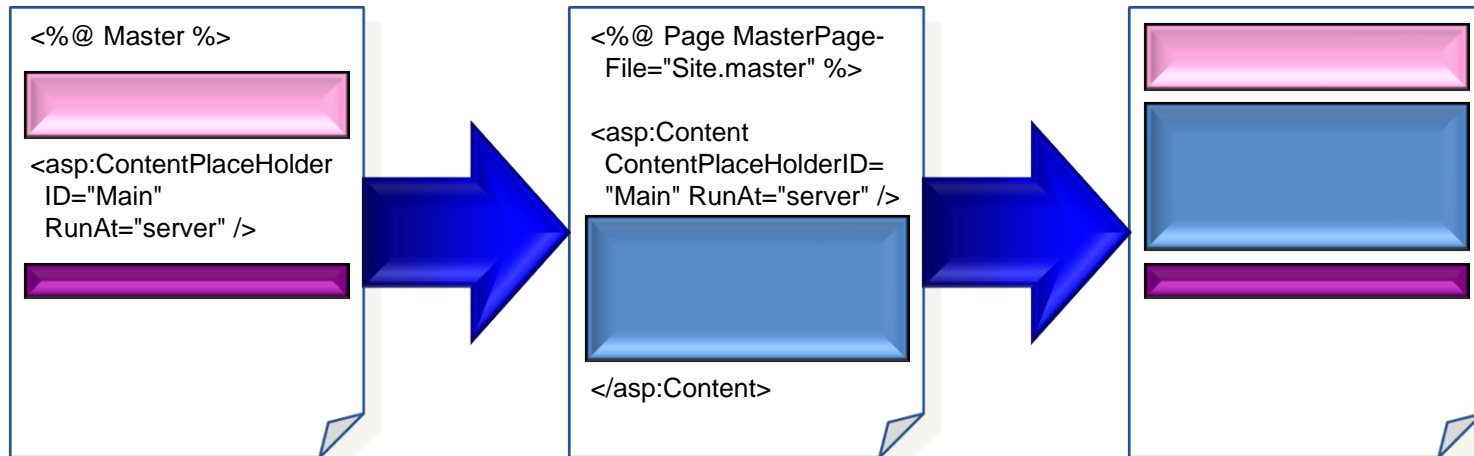 <%@ Master %>
<asp:ContentPlaceHolder
ID="Main"
RunAt="server" />
<%@ Page MasterPage-
File="Site.master" %>
<asp:Content
ContentPlaceHolderID=
"Main" RunAt="server" />
</asp:Content>